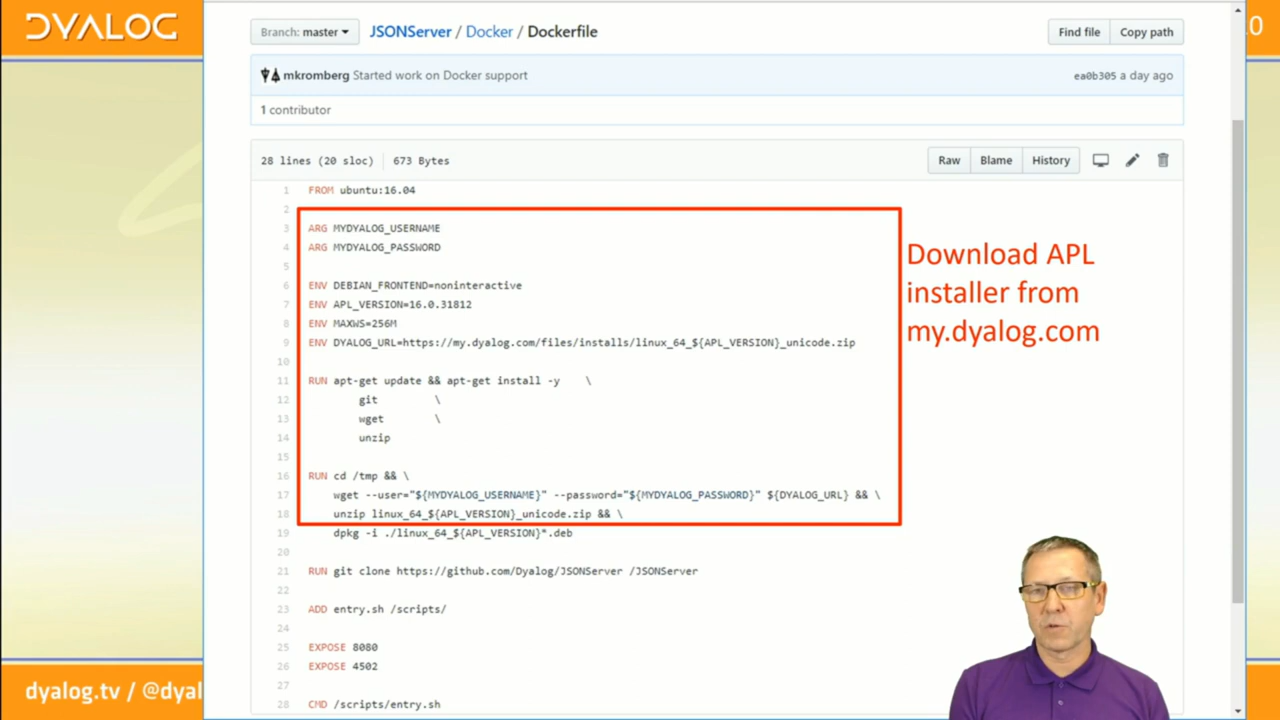 DYALOG
Branch: master
JSONServer / Docker / Dockerfile
Find file
Copy path
0
mkromberg Started work on Docker support
ea0b305 a day ago
1 contributor
28 lines (20 sloc)
673 Bytes
Raw
Blame
History
1 FROM ubuntu:16.04
2
3 ARG MYDYALOG_USERNAME
4 ARG MYDYALOG_PASSWORD
5
6 ENV DEBIAN_FRONTEND=noninteractive
7 ENV APL_VERSION=16.0.31812
8 ENV MAXWS=256M
9 ENV DYALOG_URL=https://my.dyalog.com/files/installs/linux_64_${APL_VERSION}_unicode.zip
10
11 RUN apt-get update && apt-get install -y \
12 git \
13 wget \
14 unzip
15
16 RUN cd /tmp && \
17 wget --user="${MYDYALOG_USERNAME}" --password="${MYDYALOG_PASSWORD}" ${DYALOG_URL} && \
18 unzip linux_64_${APL_VERSION}_unicode.zip && \
19 dpkg -i ./linux_64_${APL_VERSION}*.deb
20
21 RUN git clone https://github.com/Dyalog/JSONServer /JSONServer
22
23 ADD entry.sh /scripts/
24
25 EXPOSE 8080
26 EXPOSE 4502
27
28 CMD /scripts/entry.sh
Download APL
installer from
my.dyalog.com
dyalog.tv / @dyal